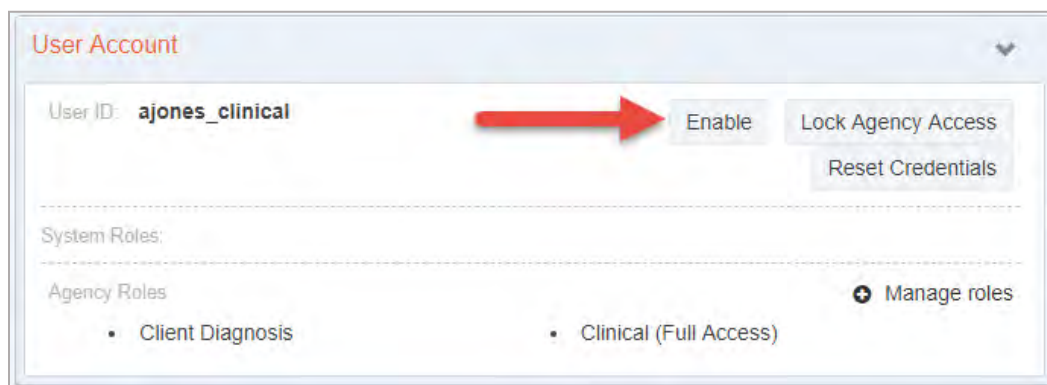 User Account
User ID: ajones_clinical
Enable Lock Agency Access
Reset Credentials
System Roles:
Agency Roles Manage roles
• Client Diagnosis • Clinical (Full Access)